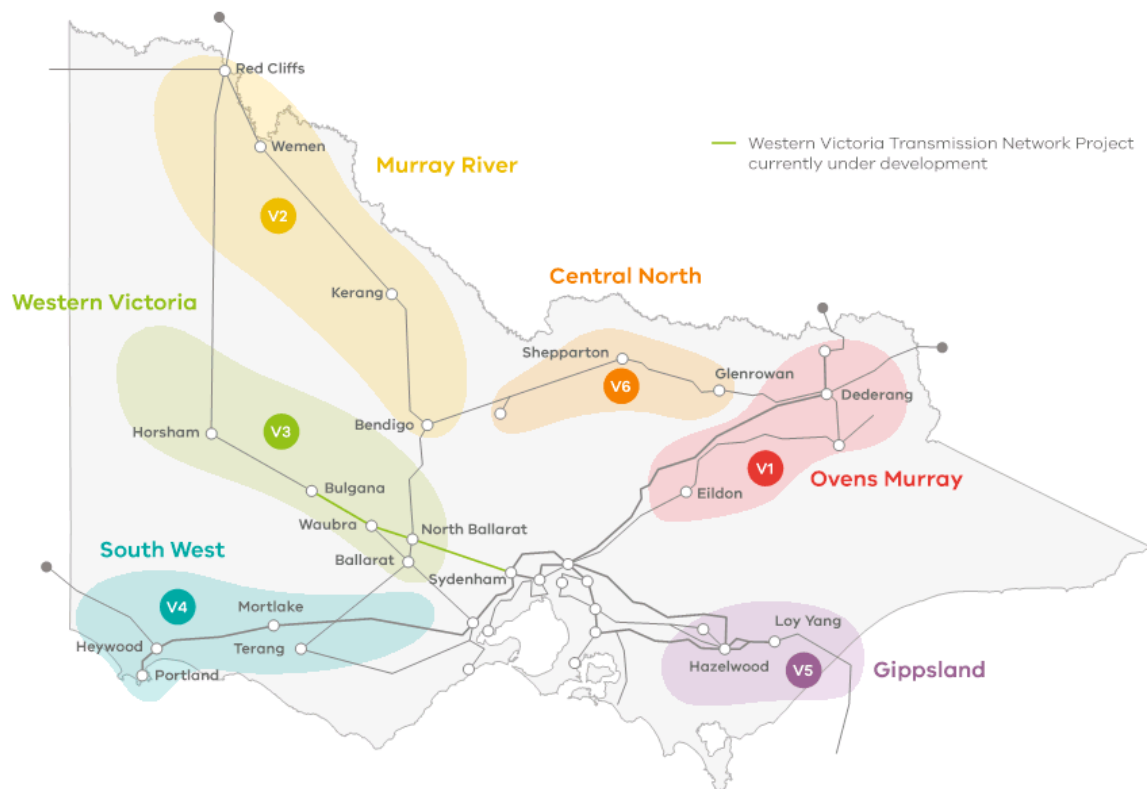 Red Cliffs
Wemen
Murray River
Western Victoria Transmission Network Project
currently under development
V2
Central North
Kerang
Western Victoria
Shepparton
Glenrowan
V6
Dederang
Bendigo
Horsham
V3
V1
Ovens Murray
Eildon
Bulgana
Waubra
North Ballarat
South West
Ballarat
Sydenham
V4
Mortlake
Heywood
Terang
Portland
Loy Yang
Hazelwood
V5
Gippsland